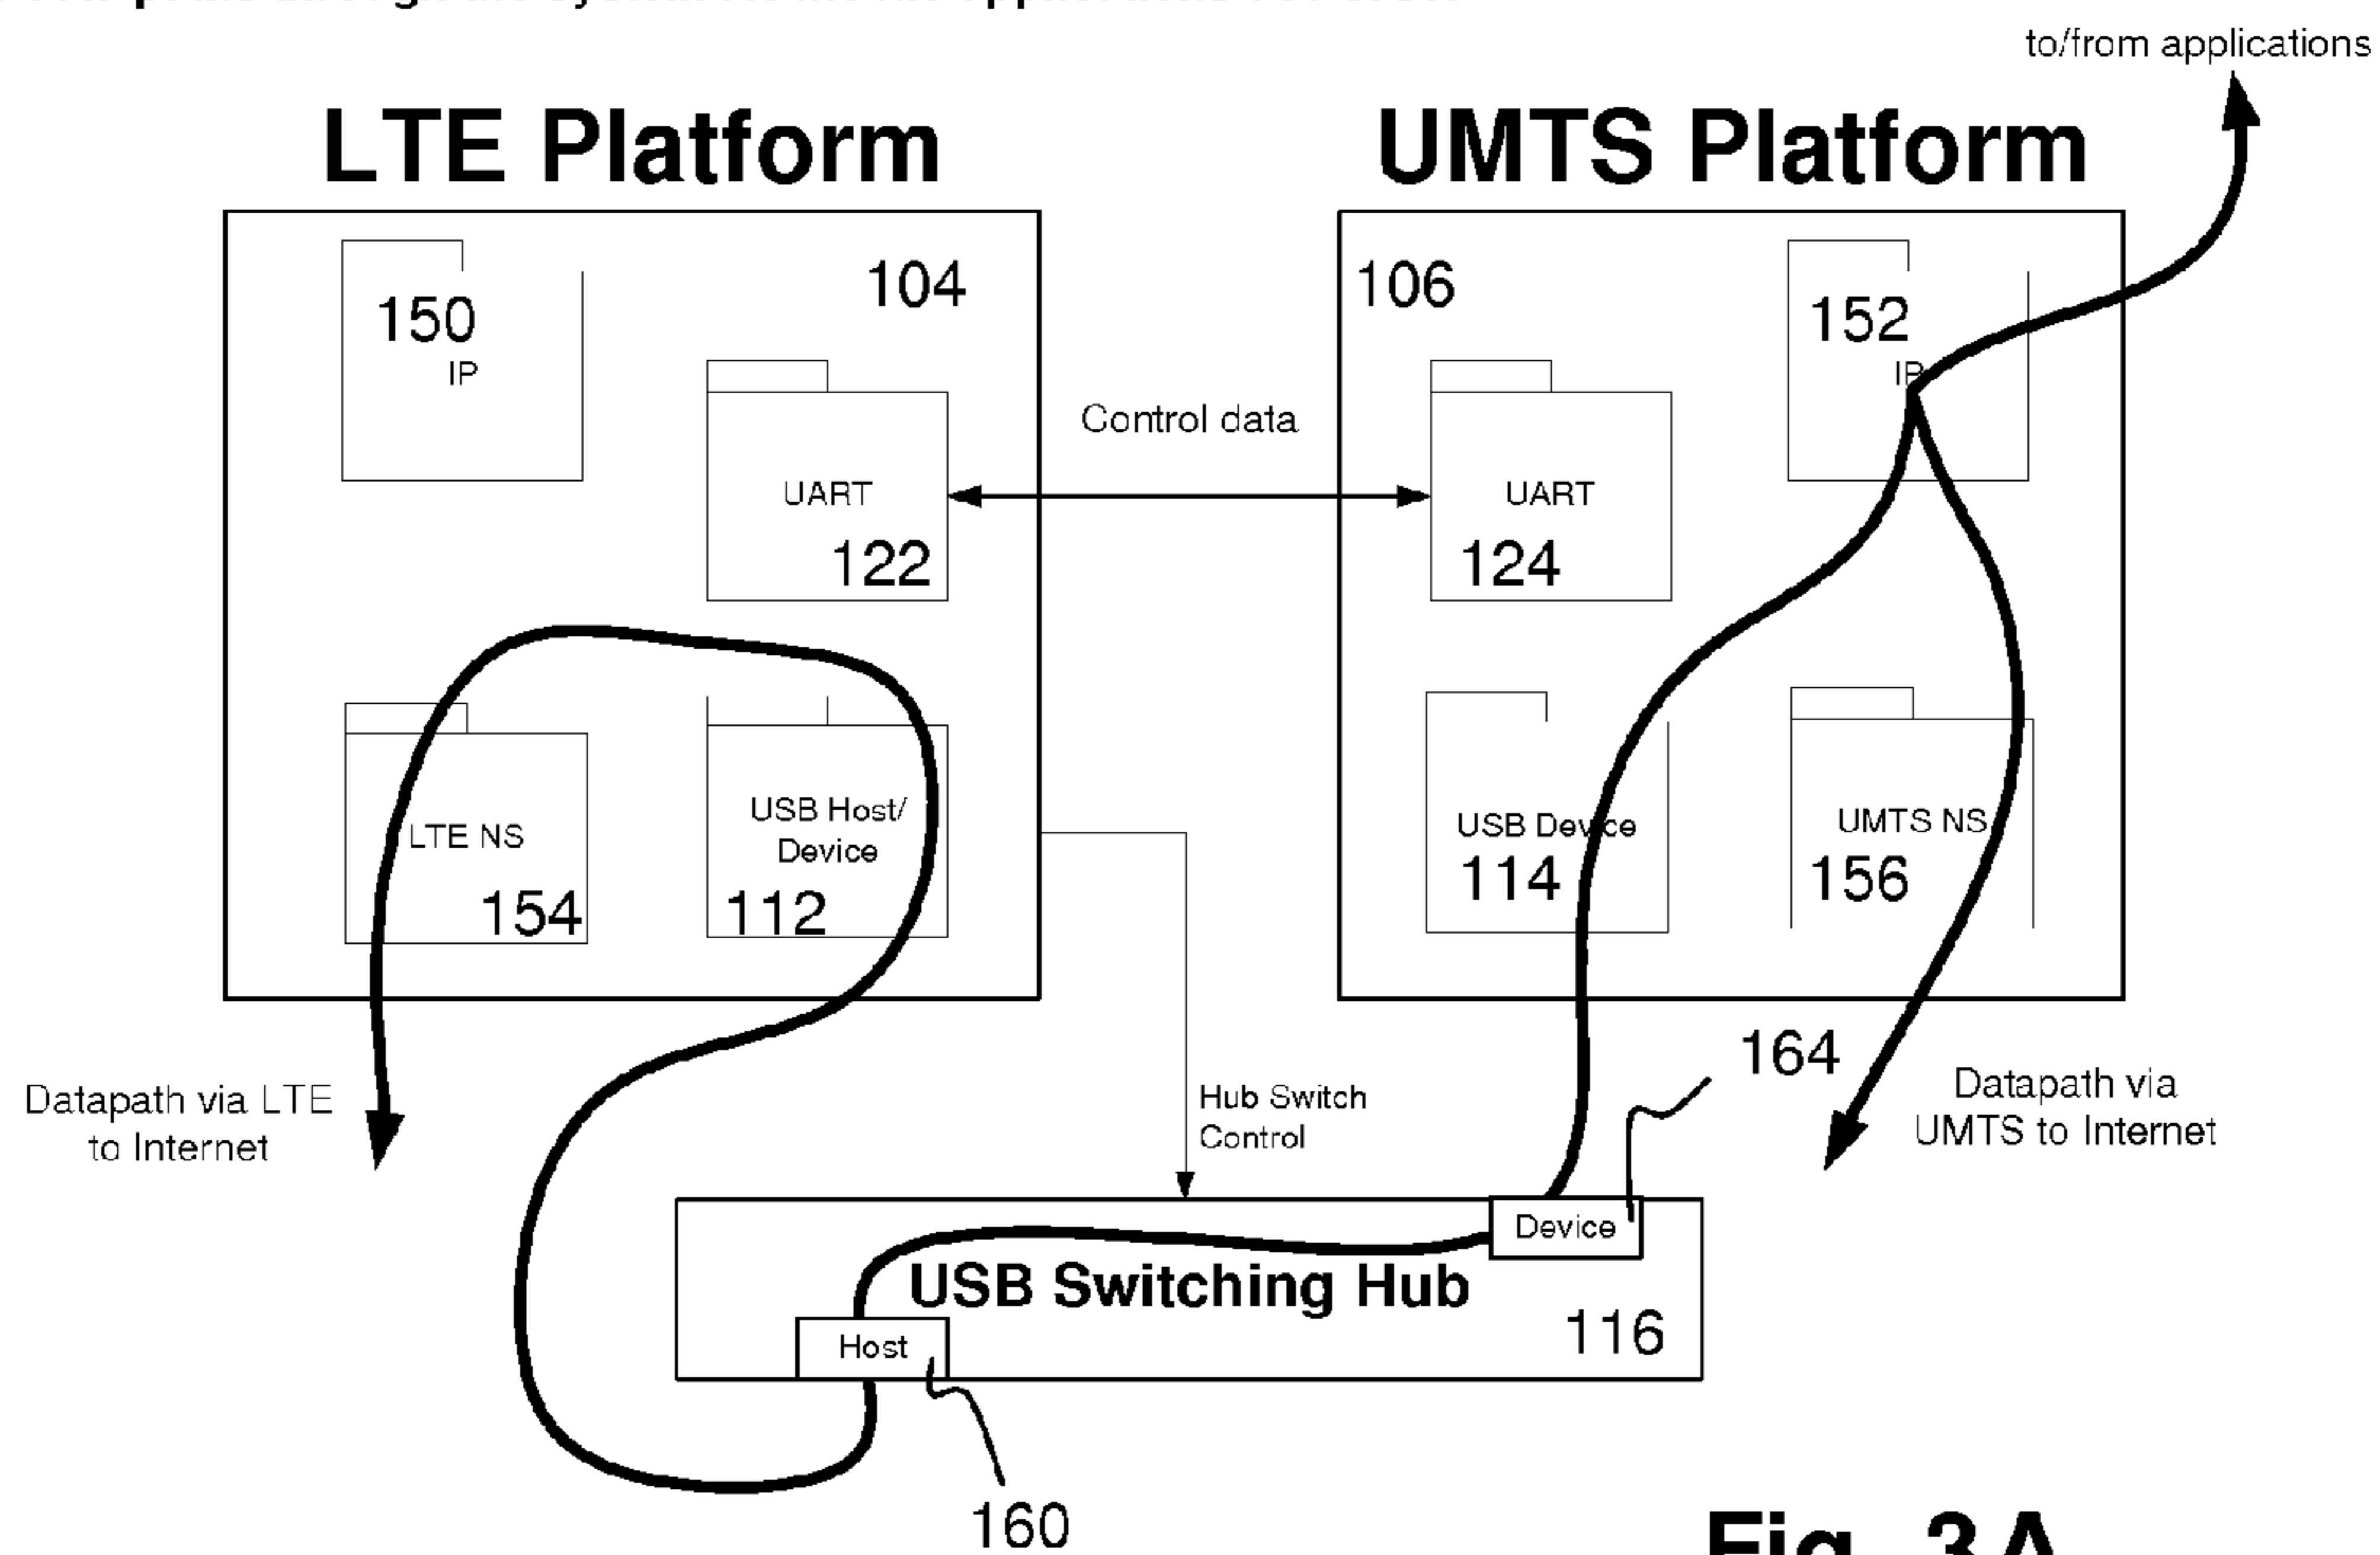 to/from applications
LTE Platform
UMTS Platform
150
IP
104
106
152
IP
Control data
UART
122
UART
124
LTE NS
154
USB Host/
Device
112
USB Device
114
UMTS NS
156
164
Datapath via LTE
to Internet
Hub Switch
Control
Datapath via
UMTS to Internet
Device
USB Switching Hub
116
Host
160
Fig. 3A